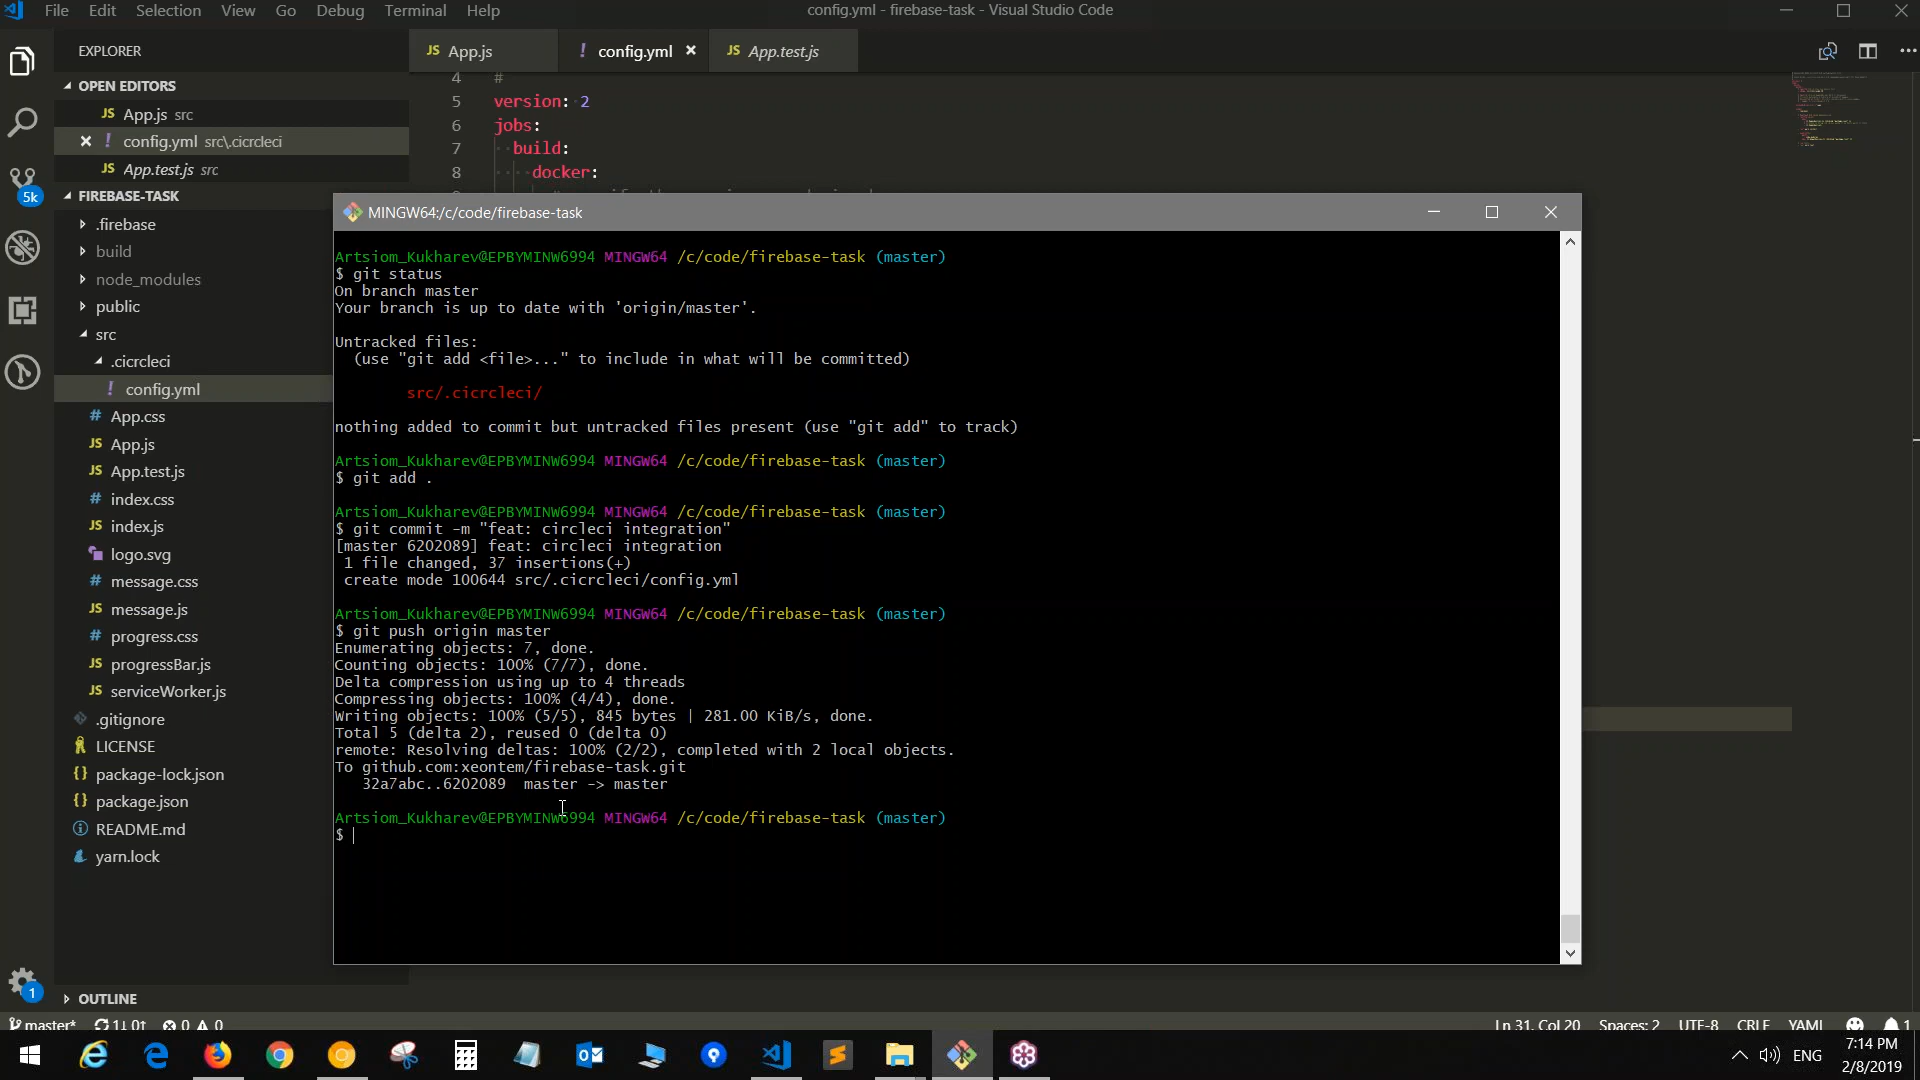 File Edit Selection View Go Debug Terminal Help
config.yml - firebase-task - Visual Studio Code
EXPLORER
JS App.js
! config.yml ×
JS App.test.js
OPEN EDITORS
JS App.js src
× ! config.yml src\.cicrcleci
JS App.test.js src
FIREBASE-TASK
.firebase
build
node_modules
public
src
.cicrcleci
! config.yml
# App.css
JS App.js
JS App.test.js
# index.css
JS index.js
logo.svg
# message.css
JS message.js
# progress.css
JS progressBar.js
JS serviceWorker.js
.gitignore
LICENSE
{} package-lock.json
{} package.json
README.md
yarn.lock
OUTLINE
5k
1
4 #
5 version: 2
6 jobs:
7 build:
8 docker:
MINGW64:/c/code/firebase-task
Artsiom_Kukharev@EPBYMINW6994 MINGW64 /c/code/firebase-task (master)
$ git status
On branch master
Your branch is up to date with 'origin/master'.
Untracked files:
(use "git add <file>..." to include in what will be committed)
src/.cicrcleci/
nothing added to commit but untracked files present (use "git add" to track)
Artsiom_Kukharev@EPBYMINW6994 MINGW64 /c/code/firebase-task (master)
$ git add .
Artsiom_Kukharev@EPBYMINW6994 MINGW64 /c/code/firebase-task (master)
$ git commit -m "feat: circleci integration"
[master 6202089] feat: circleci integration
1 file changed, 37 insertions(+)
create mode 100644 src/.cicrcleci/config.yml
Artsiom_Kukharev@EPBYMINW6994 MINGW64 /c/code/firebase-task (master)
$ git push origin master
Enumerating objects: 7, done.
Counting objects: 100% (7/7), done.
Delta compression using up to 4 threads
Compressing objects: 100% (4/4), done.
Writing objects: 100% (5/5), 845 bytes | 281.00 KiB/s, done.
Total 5 (delta 2), reused 0 (delta 0)
remote: Resolving deltas: 100% (2/2), completed with 2 local objects.
To github.com:xeontem/firebase-task.git
32a7abc..6202089 master -> master
Artsiom_Kukharev@EPBYMINW6994 MINGW64 /c/code/firebase-task (master)
$
master* 1↓ 0↑ 0 0
Ln 31, Col 20 Spaces: 2 UTF-8 CRLF YAML 1
ENG
7:14 PM
2/8/2019